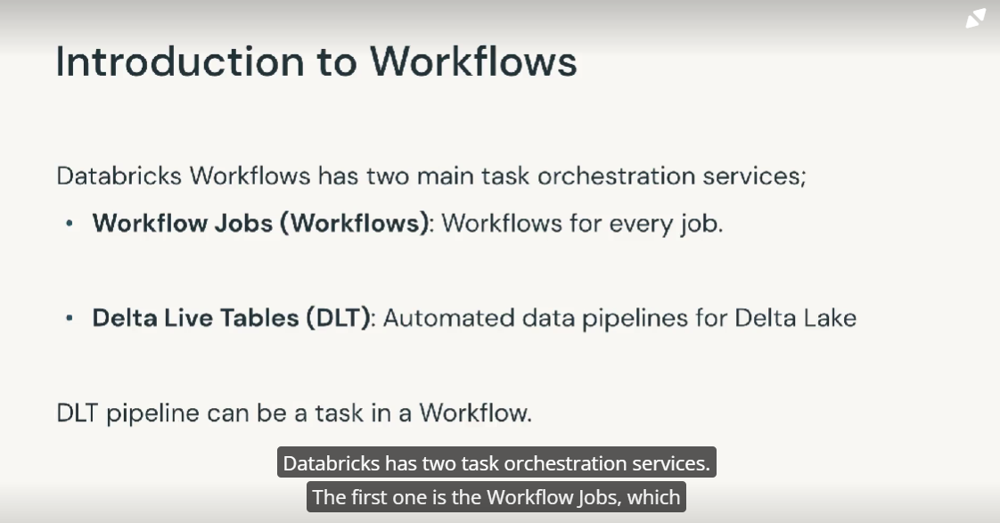 Introduction to Workflows
Databricks Workflows has two main task orchestration services;
• Workflow Jobs (Workflows): Workflows for every job.
• Delta Live Tables (DLT): Automated data pipelines for Delta Lake
DLT pipeline can be a task in a Workflow.
Databricks has two task orchestration services.
The first one is the Workflow Jobs, which